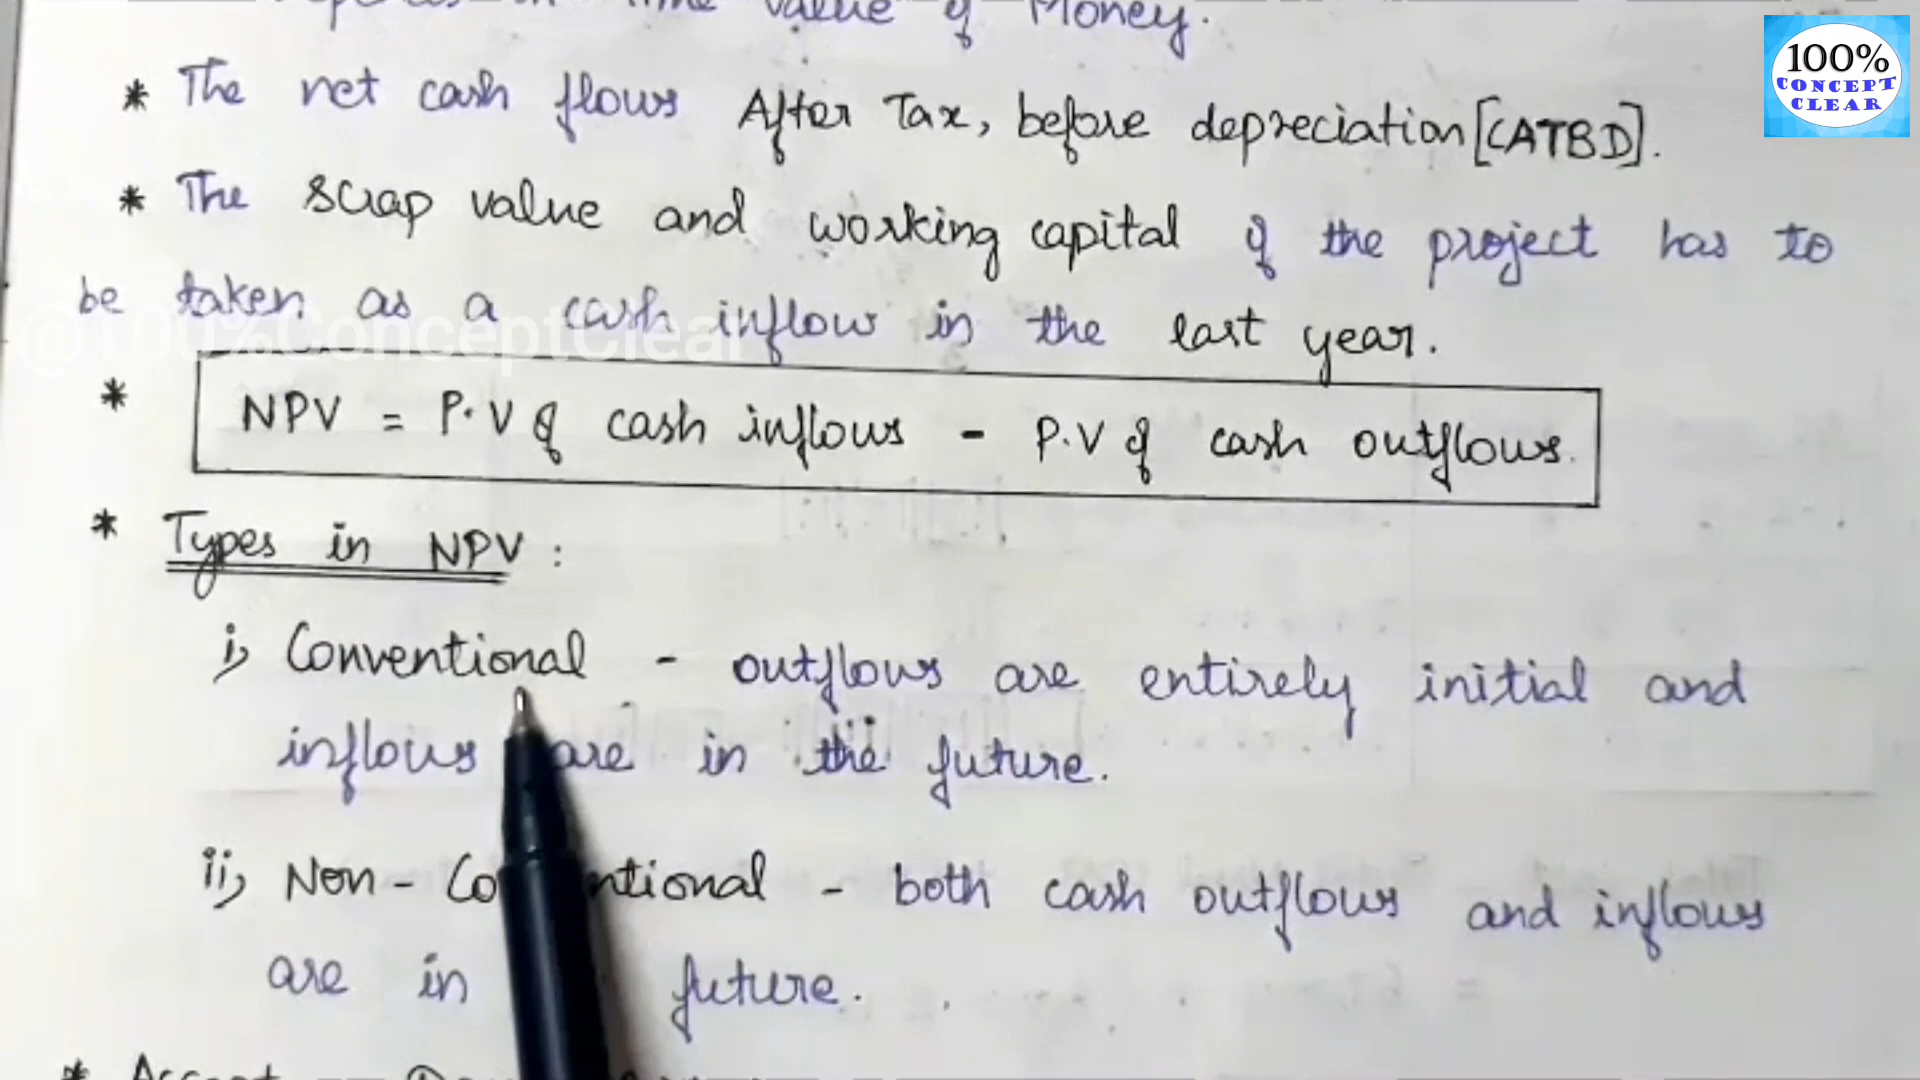 Time Value of Money.
* The net cash flows After Tax, before depreciation [CATBD].
* The scrap value and working capital of the project has to
be taken as a cash inflow in the last year.
* NPV = P.V of cash inflows - P.V of cash outflows.
* Types in NPV :
i) Conventional - outflows are entirely initial and
inflows are in the future.
ii) Non - Co ntional - both cash outflows and inflows
are in future.
100%
CONCEPT
CLEAR
@100%ConceptClear